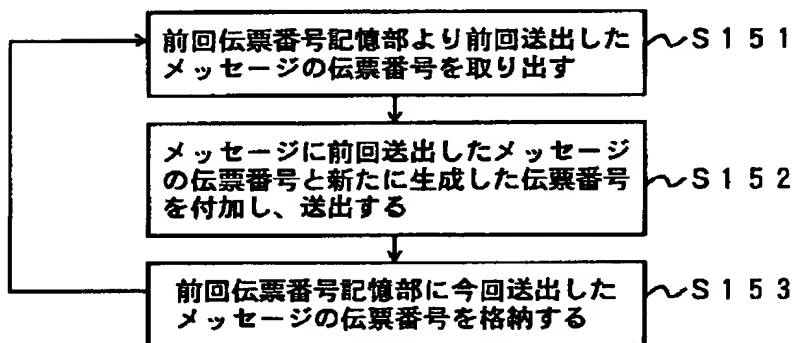 前回伝票番号記憶部より前回送出した
メッセージの伝票番号を取り出す
S151
メッセージに前回送出したメッセージ
の伝票番号と新たに生成した伝票番号
を付加し、送出する
S152
前回伝票番号記憶部に今回送出した
メッセージの伝票番号を格納する
S153